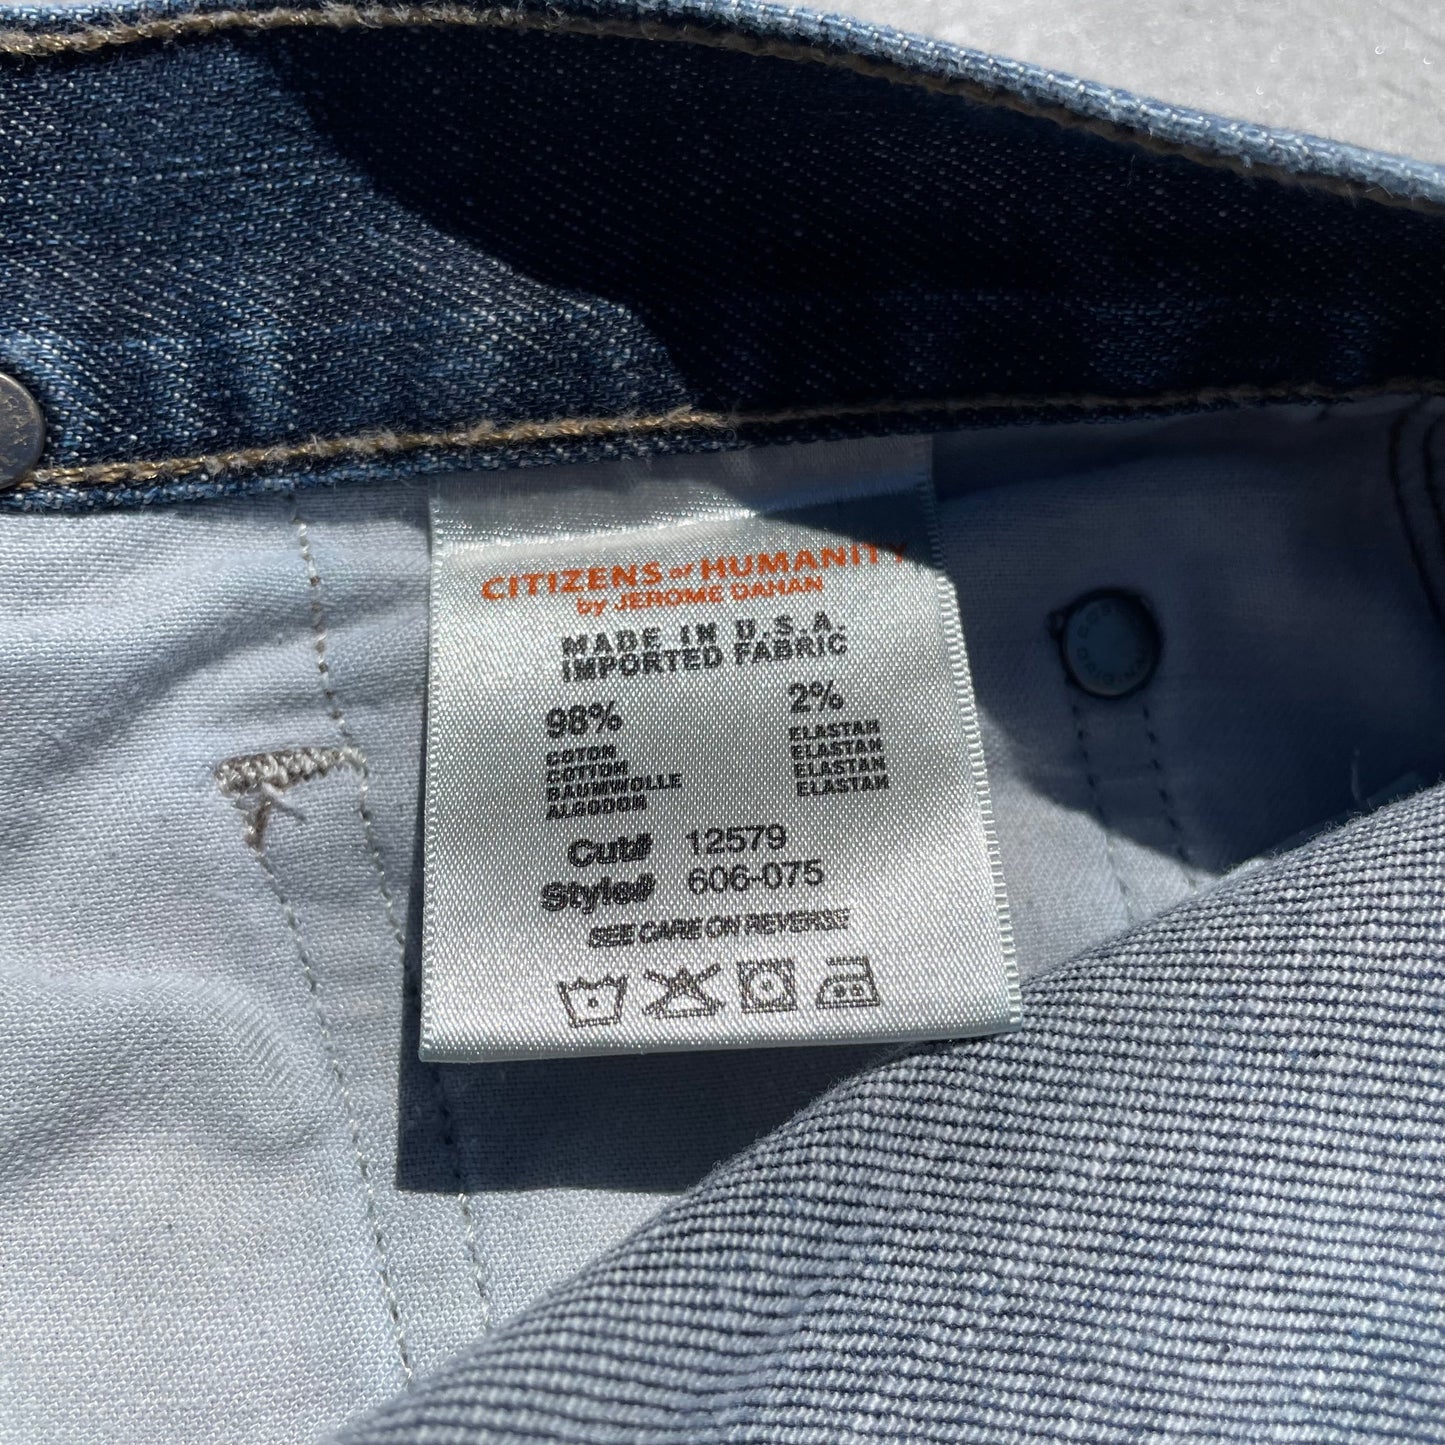 CITIZENS of HUMANITY
by JEROME DAHAN
MADE IN U.S.A.
IMPORTED FABRIC
98% 2%
COTON ELASTAN
COTTON ELASTAN
BAUMWOLLE ELASTAN
ALGODON ELASTAN
Cut# 12579
Style# 606-075
SEE CARE ON REVERSE